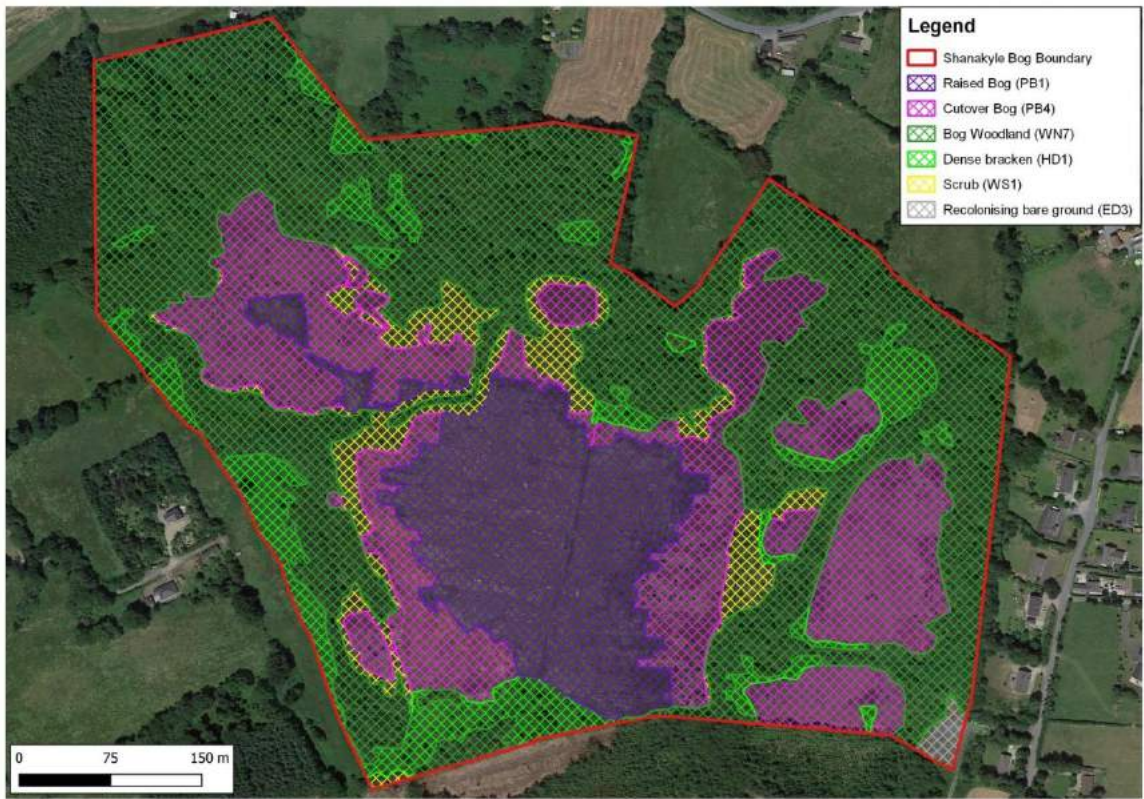 Legend
Shanakyle Bog Boundary
Raised Bog (PB1)
Cutover Bog (PB4)
Bog Woodland (WN7)
Dense bracken (HD1)
Scrub (WS1)
Recolonising bare ground (ED3)
0 75 150 m